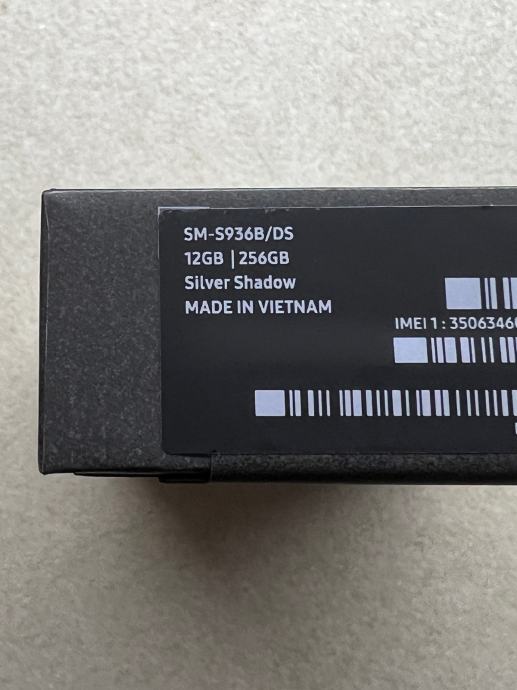 SM-S936B/DS
12GB | 256GB
Silver Shadow
MADE IN VIETNAM
IMEI 1 : 3506346